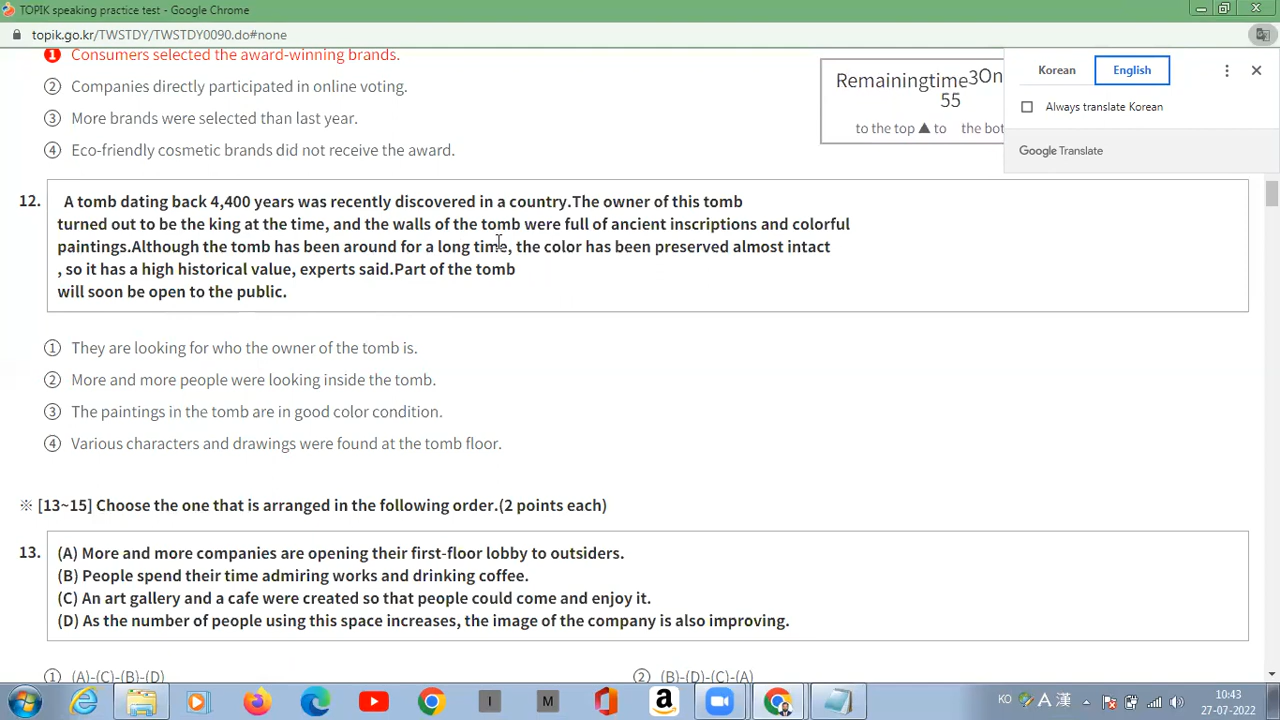 TOPIK speaking practice test - Google Chrome
topik.go.kr/TWSTDY/TWSTDY0090.do#none
Korean English
Always translate Korean
Google Translate
1 Consumers selected the award-winning brands.
② Companies directly participated in online voting.
③ More brands were selected than last year.
④ Eco-friendly cosmetic brands did not receive the award.
Remainingtime3On
55
to the top ▲ to the bot
12. A tomb dating back 4,400 years was recently discovered in a country.The owner of this tomb
turned out to be the king at the time, and the walls of the tomb were full of ancient inscriptions and colorful
paintings.Although the tomb has been around for a long time, the color has been preserved almost intact
, so it has a high historical value, experts said.Part of the tomb
will soon be open to the public.
① They are looking for who the owner of the tomb is.
② More and more people were looking inside the tomb.
③ The paintings in the tomb are in good color condition.
④ Various characters and drawings were found at the tomb floor.
※ [13~15] Choose the one that is arranged in the following order.(2 points each)
13. (A) More and more companies are opening their first-floor lobby to outsiders.
(B) People spend their time admiring works and drinking coffee.
(C) An art gallery and a cafe were created so that people could come and enjoy it.
(D) As the number of people using this space increases, the image of the company is also improving.
① (A)-(C)-(B)-(D) ② (B)-(D)-(C)-(A)
I M a KO A 漢 10:43
27-07-2022